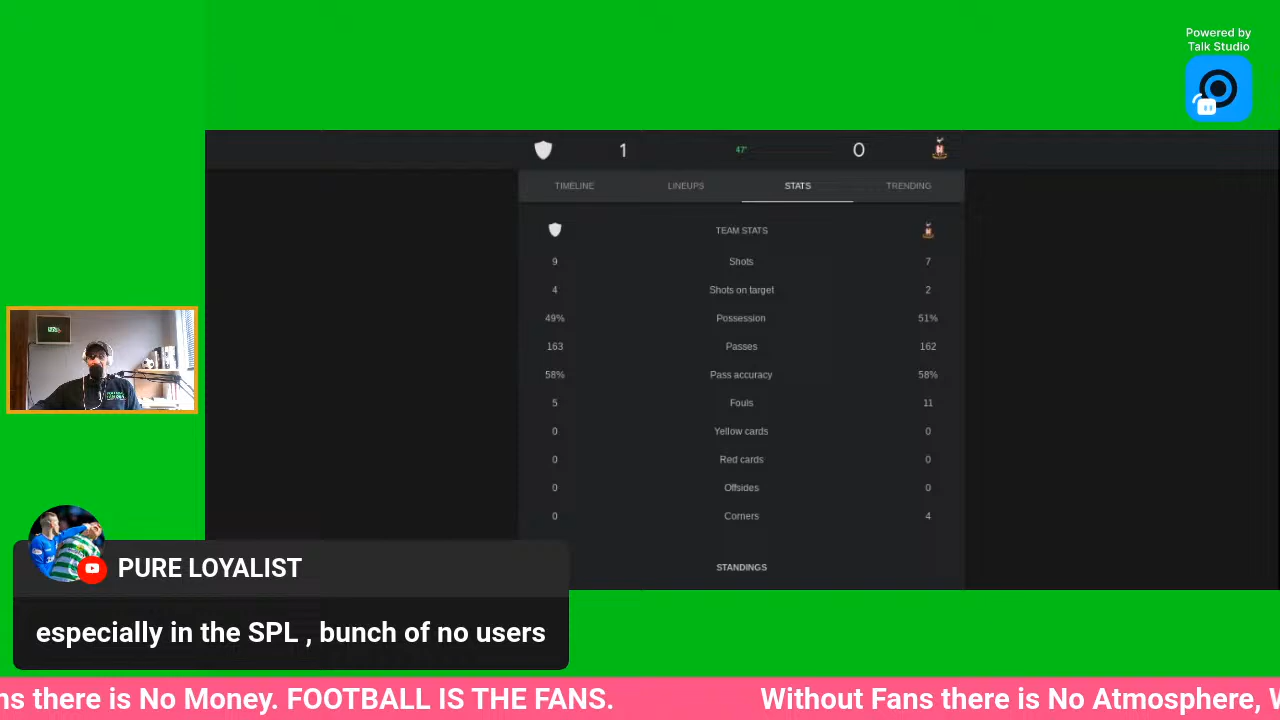 Powered by
Talk Studio
1 47' 0
TIMELINE LINEUPS STATS TRENDING
TEAM STATS
9 Shots 7
4 Shots on target 2
49% Possession 51%
163 Passes 162
58% Pass accuracy 58%
5 Fouls 11
0 Yellow cards 0
0 Red cards 0
0 Offsides 0
0 Corners 4
STANDINGS
PURE LOYALIST
especially in the SPL , bunch of no users
ns there is No Money. FOOTBALL IS THE FANS. Without Fans there is No Atmosphere, W